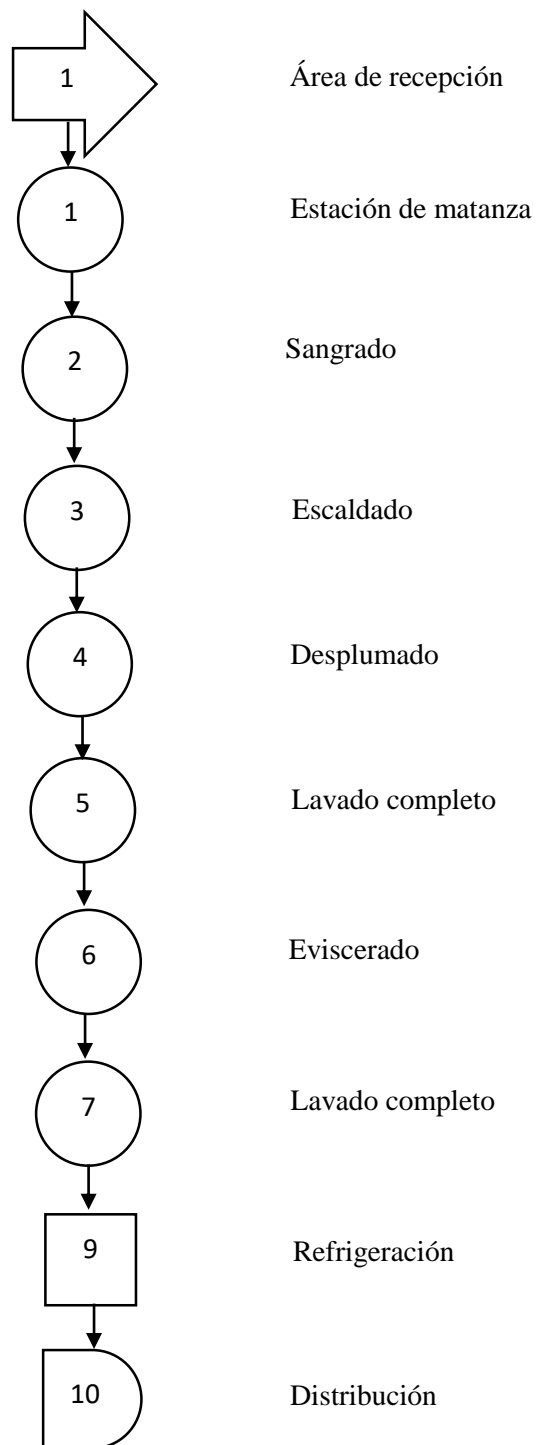 1 Área de recepción
1 Estación de matanza
2 Sangrado
3 Escaldado
4 Desplumado
5 Lavado completo
6 Eviscerado
7 Lavado completo
9 Refrigeración
10 Distribución